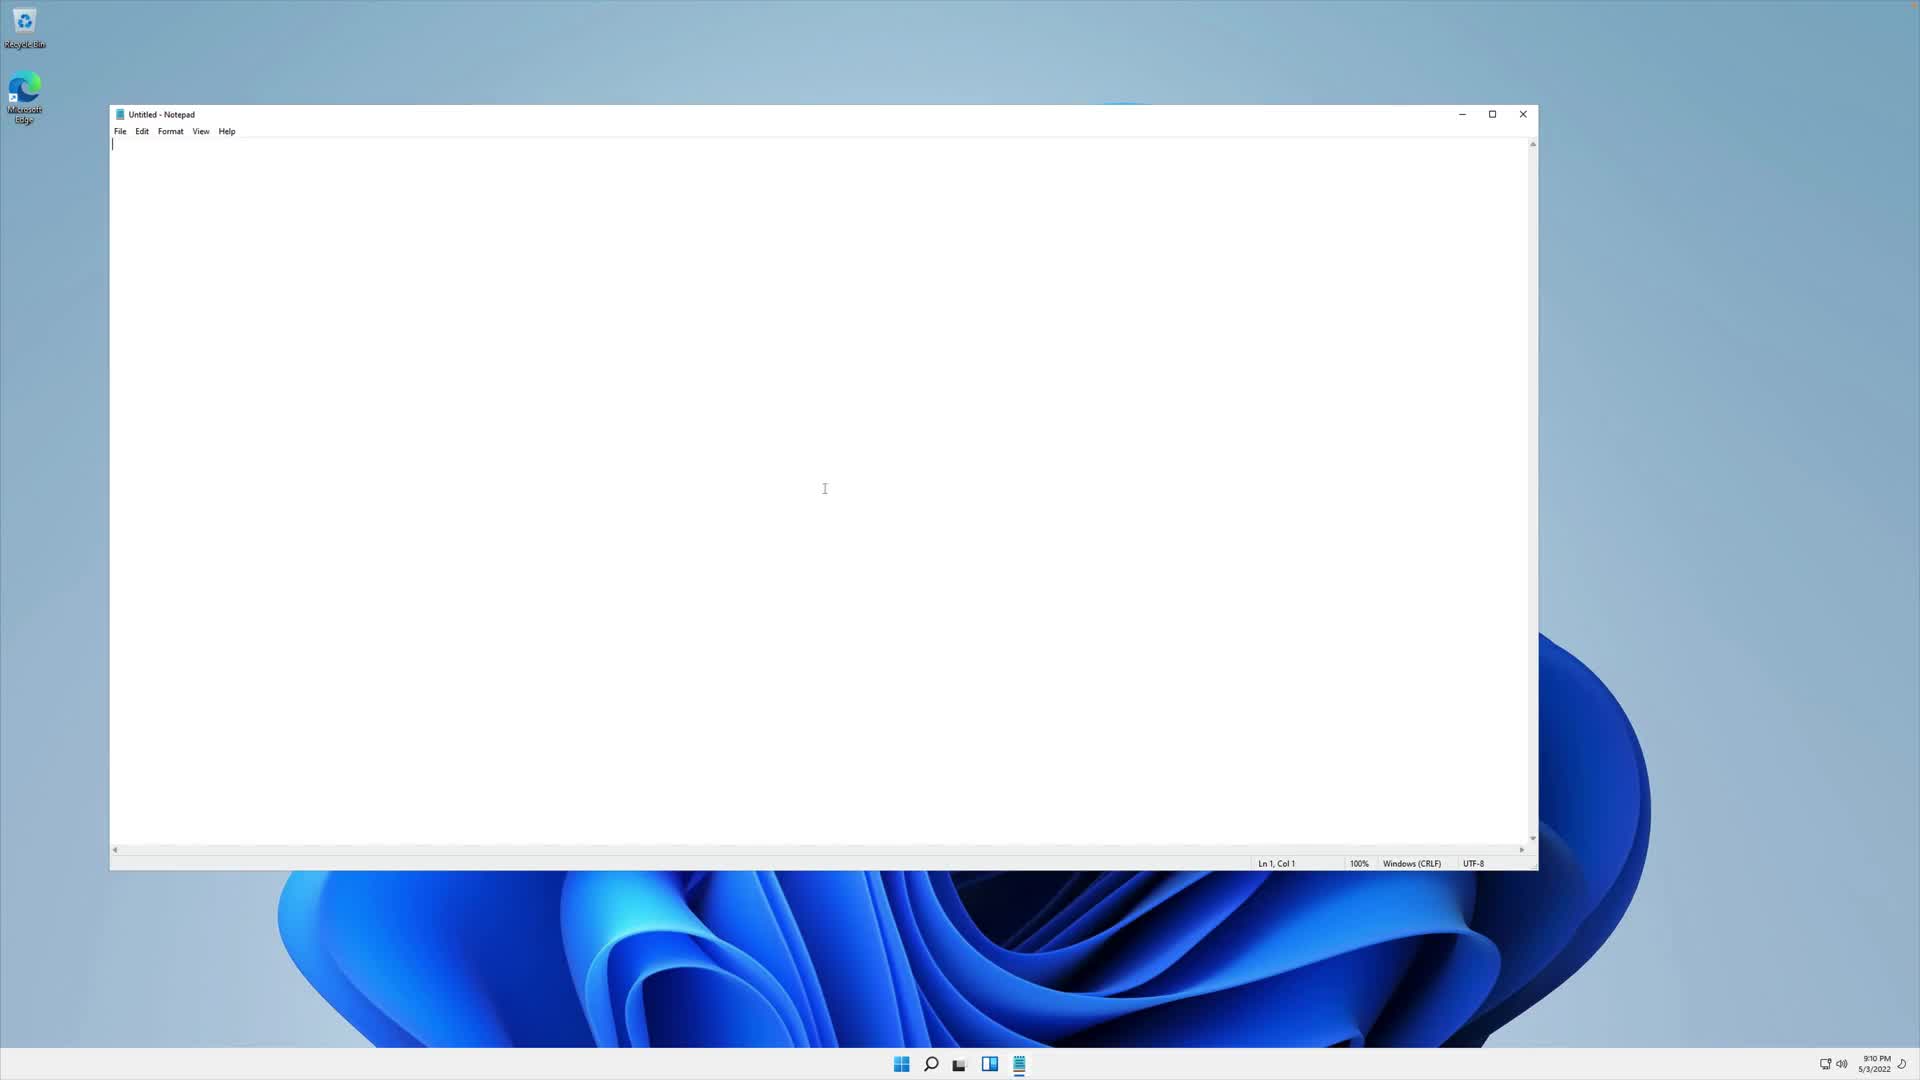 Recycle Bin
Microsoft
Edge
Untitled - Notepad
File Edit Format View Help
Ln 1, Col 1 100% Windows (CRLF) UTF-8
9:10 PM
5/3/2022